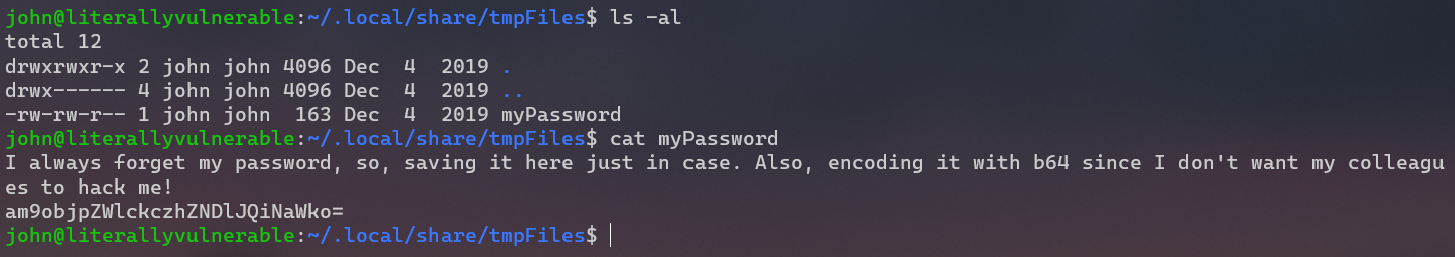 john@literallyvulnerable:~/.local/share/tmpFiles$ ls -al
total 12
drwxrwxr-x 2 john john 4096 Dec  4  2019 .
drwx------ 4 john john 4096 Dec  4  2019 ..
-rw-rw-r-- 1 john john  163 Dec  4  2019 myPassword
john@literallyvulnerable:~/.local/share/tmpFiles$ cat myPassword
I always forget my password, so, saving it here just in case. Also, encoding it with b64 since I don't want my colleagu
es to hack me!
am9objpZWlckczhZNDlJQiNaWko=
john@literallyvulnerable:~/.local/share/tmpFiles$